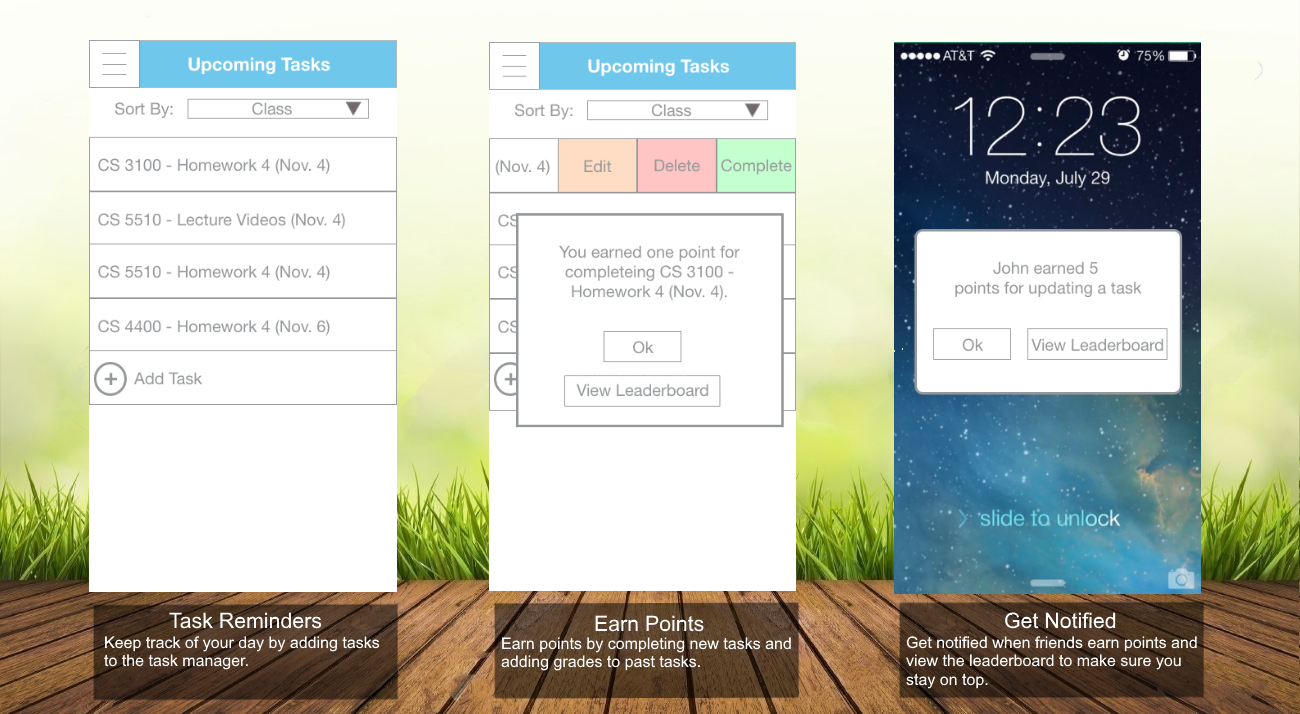 Upcoming Tasks
Sort By: Class
CS 3100 - Homework 4 (Nov. 4)
CS 5510 - Lecture Videos (Nov. 4)
CS 5510 - Homework 4 (Nov. 4)
CS 4400 - Homework 4 (Nov. 6)
+ Add Task
Task Reminders
Keep track of your day by adding tasks
to the task manager.
Upcoming Tasks
Sort By: Class
(Nov. 4) Edit Delete Complete
CS
CS
CS
+
You earned one point for
completeing CS 3100 -
Homework 4 (Nov. 4).
Ok
View Leaderboard
Earn Points
Earn points by completing new tasks and
adding grades to past tasks.
AT&T 75%
12:23
Monday, July 29
John earned 5
points for updating a task
Ok View Leaderboard
> slide to unlock
Get Notified
Get notified when friends earn points and
view the leaderboard to make sure you
stay on top.